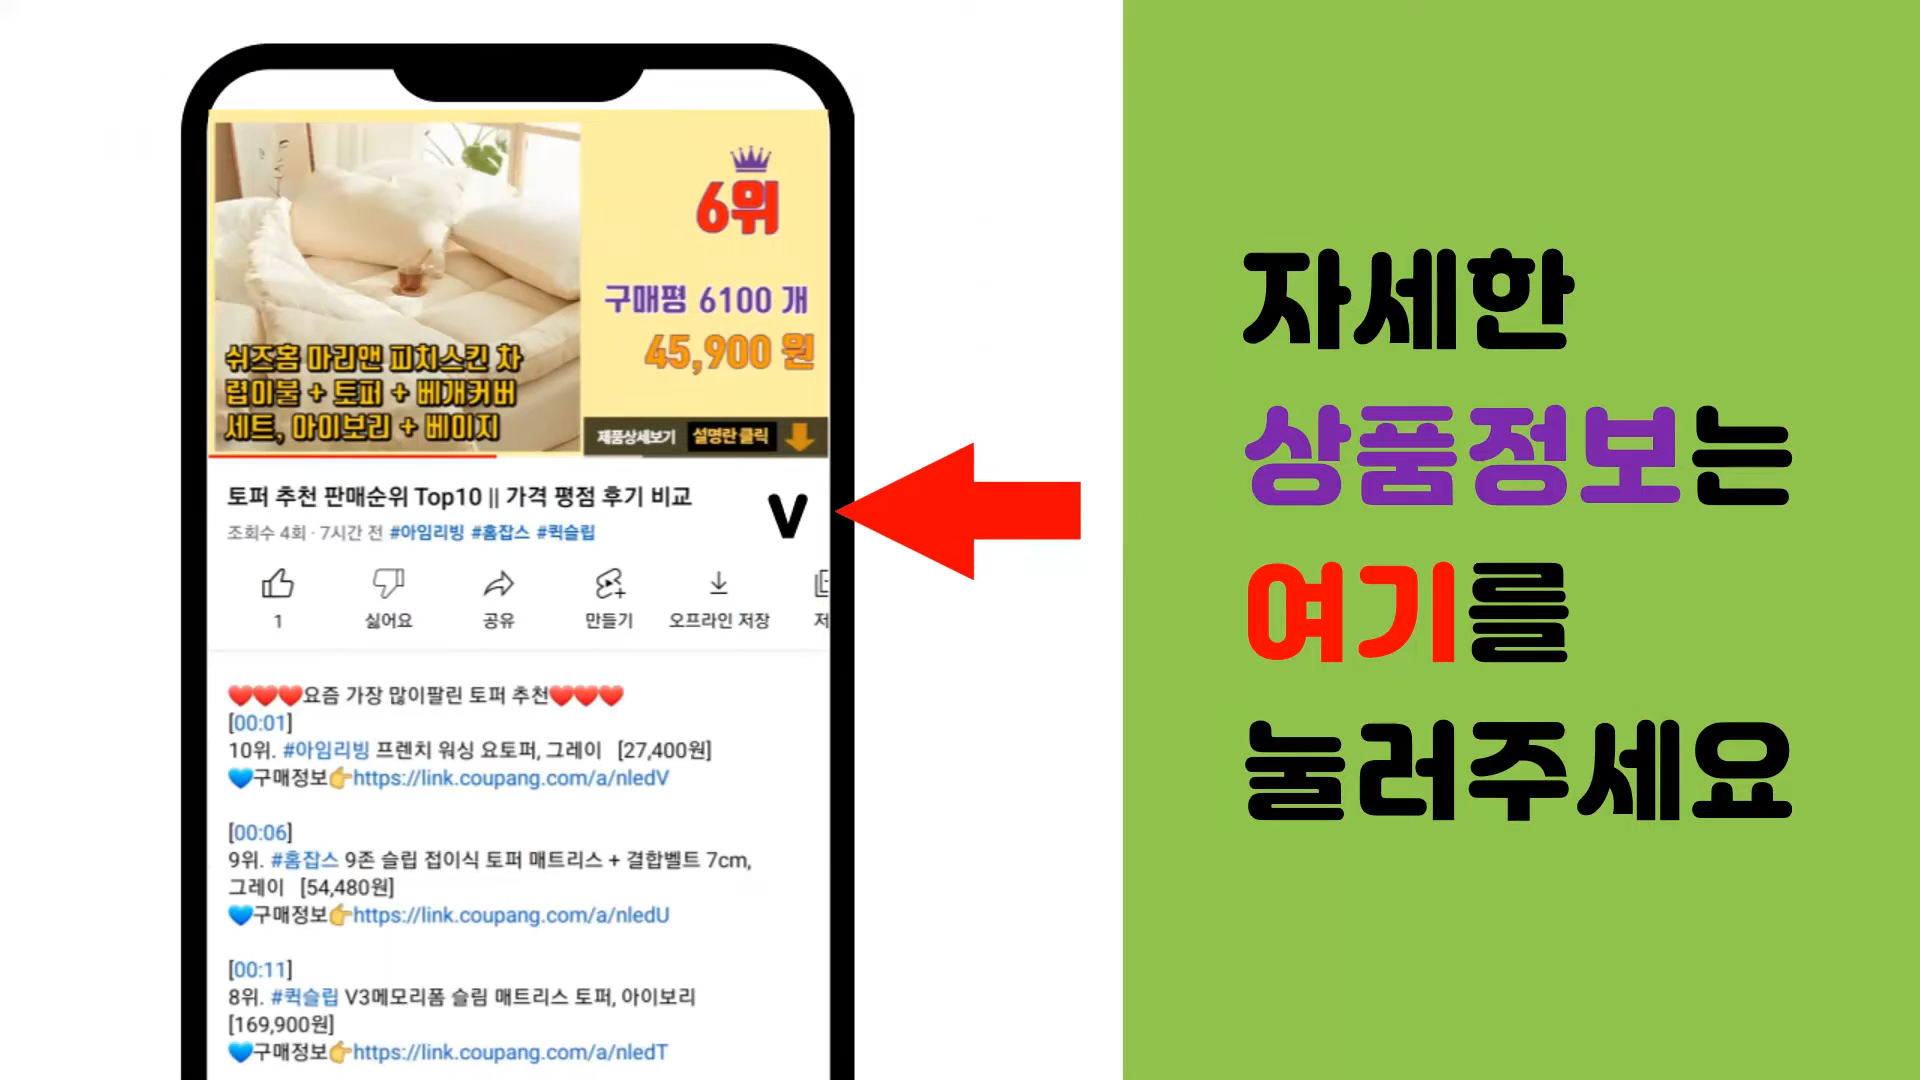 6위
구매평 6100 개
45,900 원
쉬즈홈 마리앤 피치스킨 차
렵이불 + 토퍼 + 베개커버
세트, 아이보리 + 베이지
제품상세보기 설명란 클릭
토퍼 추천 판매순위 Top10 || 가격 평점 후기 비교
V
조회수 4회 · 7시간 전 #아임리빙 #홈잡스 #퀵슬립
1 싫어요 공유 만들기 오프라인 저장 저
❤️❤️❤️요즘 가장 많이팔린 토퍼 추천❤️❤️❤️
[00:01]
10위. #아임리빙 프렌치 워싱 요토퍼, 그레이 [27,400원]
💙구매정보👉https://link.coupang.com/a/nledV
[00:06]
9위. #홈잡스 9존 슬립 접이식 토퍼 매트리스 + 결합벨트 7cm,
그레이 [54,480원]
💙구매정보👉https://link.coupang.com/a/nledU
[00:11]
8위. #퀵슬립 V3메모리폼 슬림 매트리스 토퍼, 아이보리
[169,900원]
💙구매정보👉https://link.coupang.com/a/nledT
자세한
상품정보는
여기를
눌러주세요